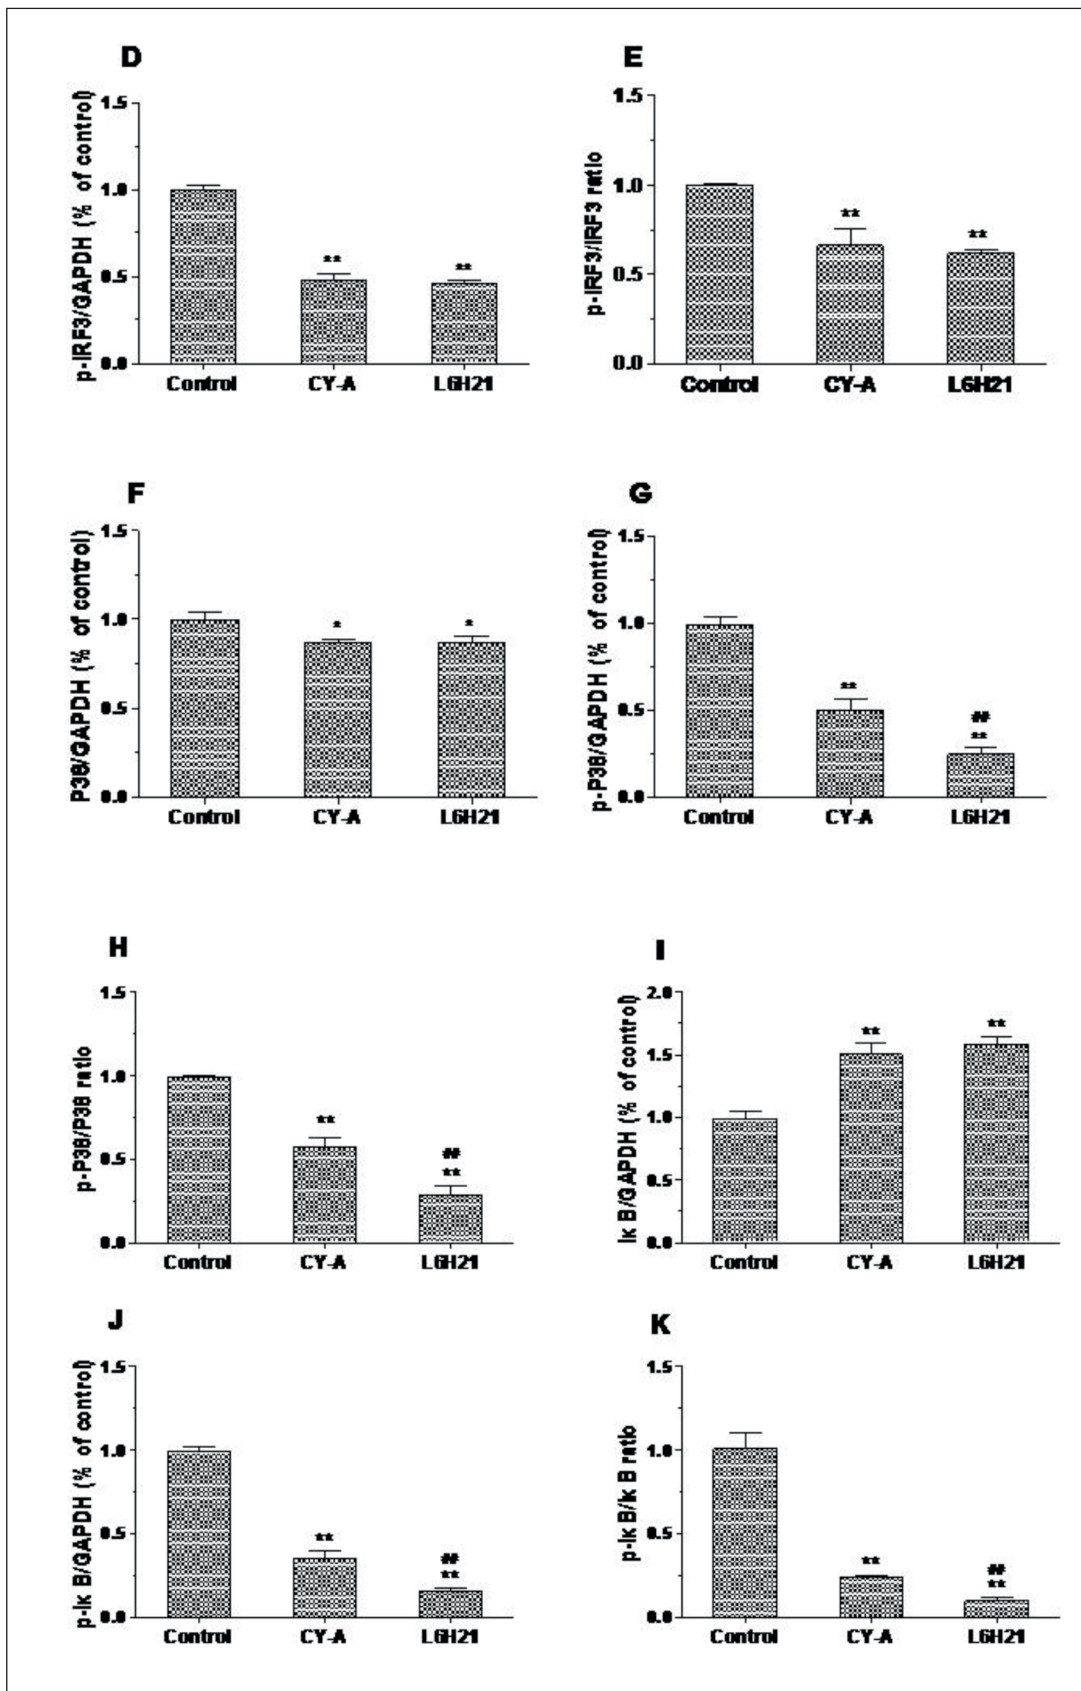 D
p-IRF3/GAPDH (% of control)
1.5
1.0
0.5
0.0
**
**
Control CY-A L6H21
E
p-IRF3/IRF3 ratio
1.5
1.0
0.5
0.0
**
**
Control CY-A L6H21
F
P38/GAPDH (% of control)
1.5
1.0
0.5
0.0
*
*
Control CY-A L6H21
G
p-P38/GAPDH (% of control)
1.5
1.0
0.5
0.0
**
##
**
Control CY-A L6H21
H
p-P38/P38 ratio
1.5
1.0
0.5
0.0
**
##
**
Control CY-A L6H21
I
Iκ B/GAPDH (% of control)
2.0
1.5
1.0
0.5
0.0
**
**
Control CY-A L6H21
J
p-Iκ B/GAPDH (% of control)
1.5
1.0
0.5
0.0
**
##
**
Control CY-A L6H21
K
p-Iκ B/Iκ B ratio
1.5
1.0
0.5
0.0
**
##
**
Control CY-A L6H21